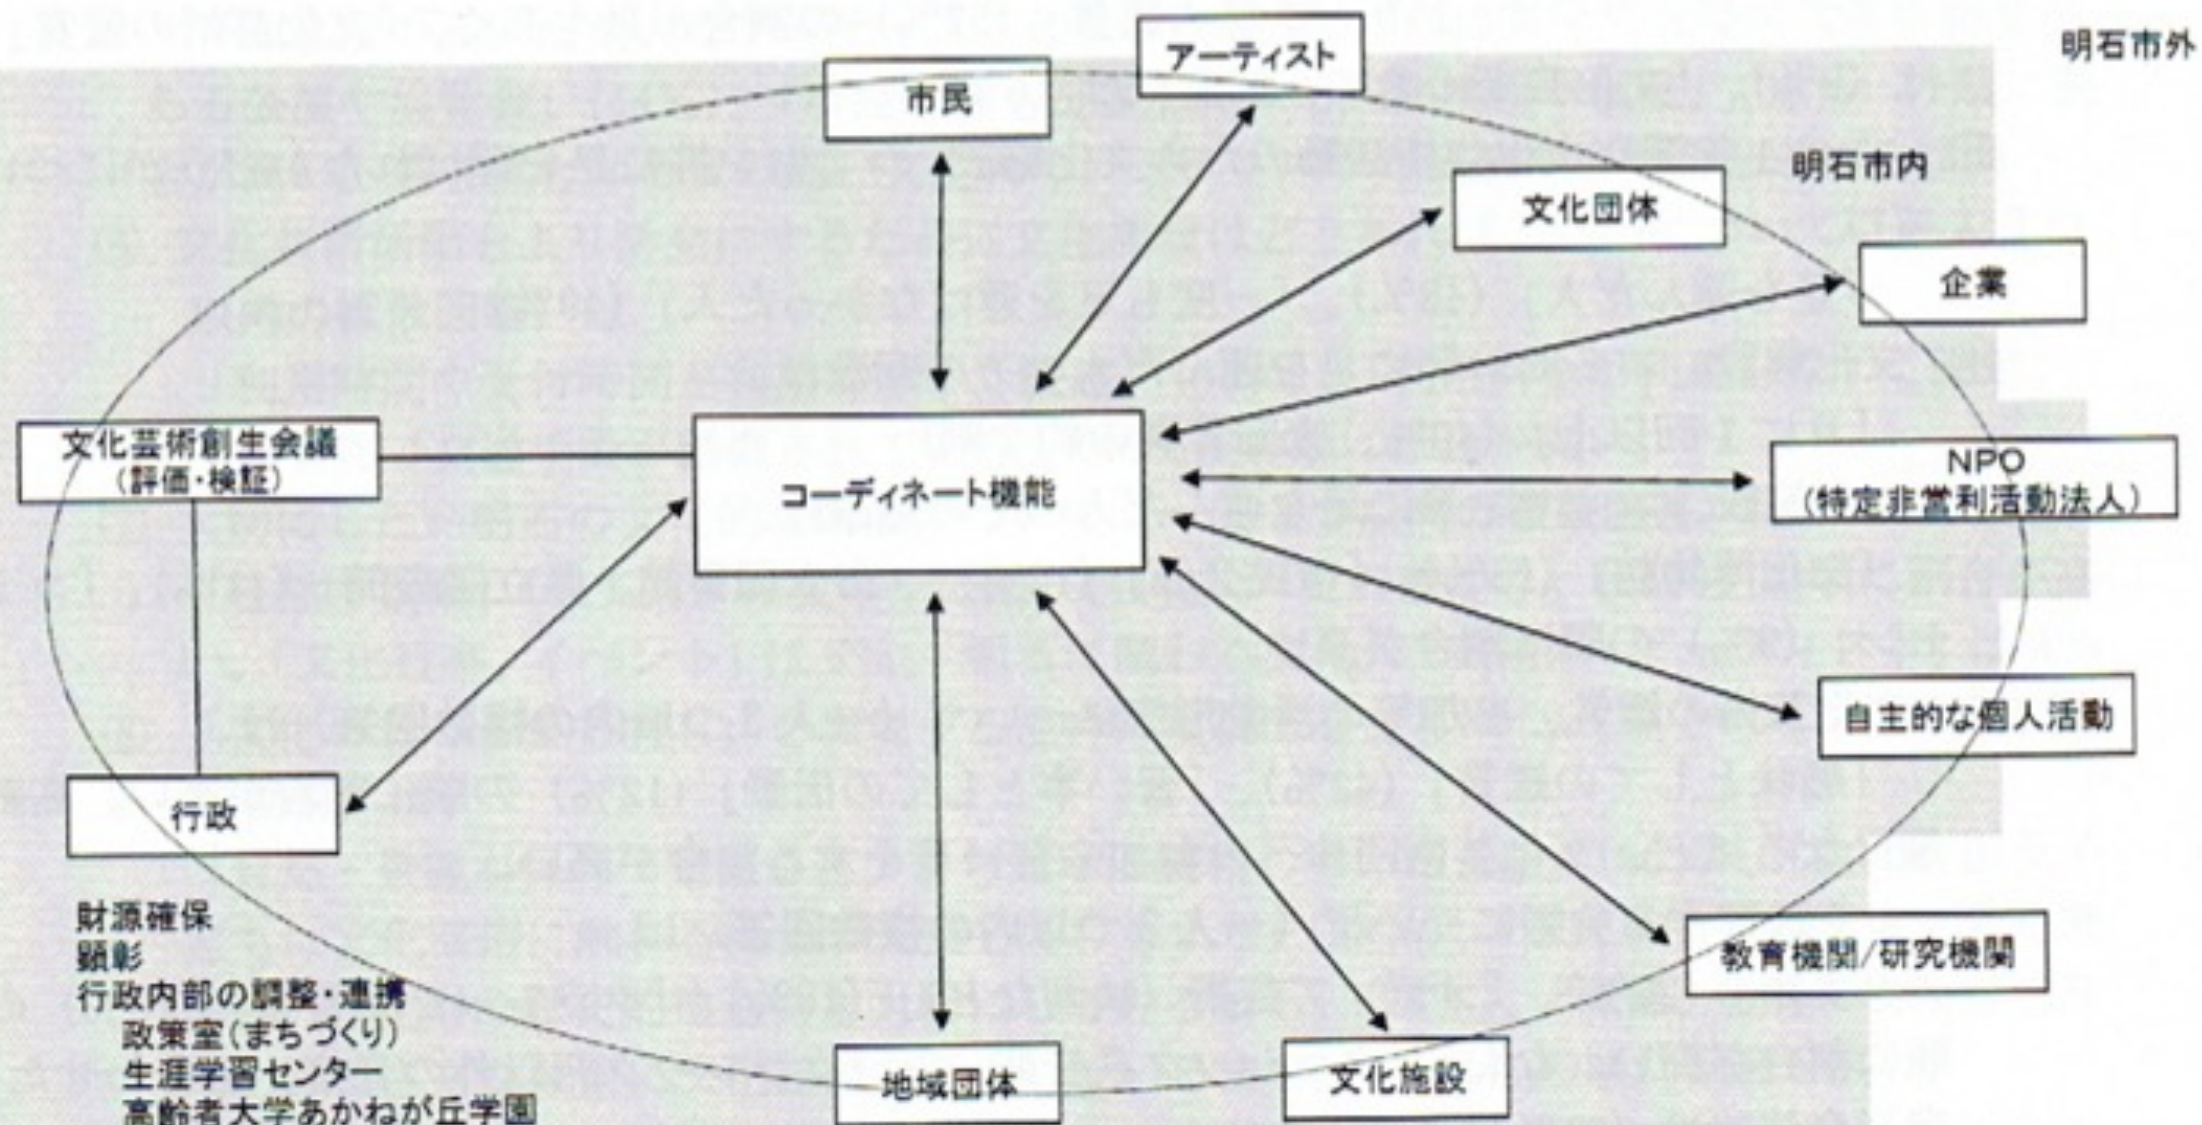 アーティスト
明石市外
市民
明石市内
文化団体
企業
文化芸術創生会議
(評価・検証)
コーディネート機能
NPO
(特定非営利活動法人)
自主的な個人活動
行政
教育機関/研究機関
財源確保
顕彰
行政内部の調整・連携
政策室(まちづくり)
生涯学習センター
高齢者大学あかねが丘学園
地域団体
文化施設